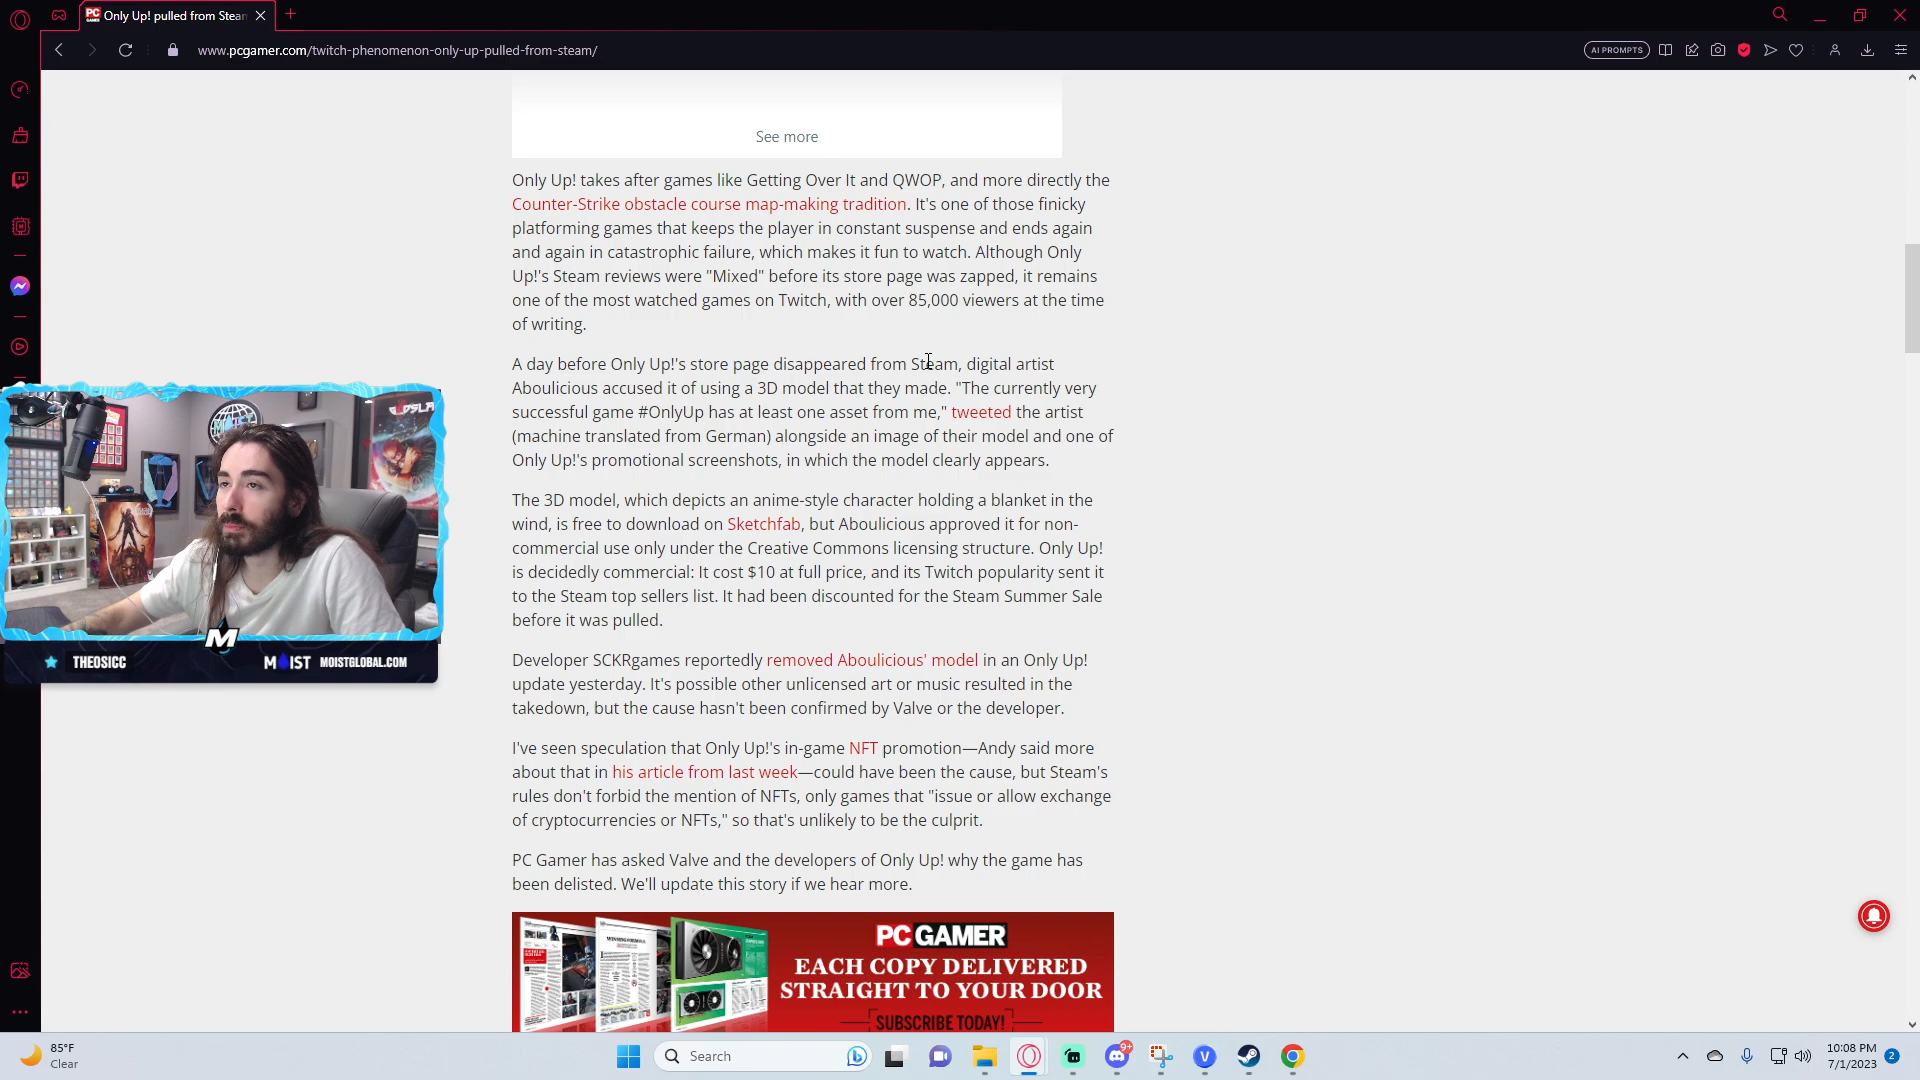 Only Up! pulled from Steam
www.pcgamer.com/twitch-phenomenon-only-up-pulled-from-steam/
AI PROMPTS
See more
Only Up! takes after games like Getting Over It and QWOP, and more directly the
Counter-Strike obstacle course map-making tradition. It's one of those finicky
platforming games that keeps the player in constant suspense and ends again
and again in catastrophic failure, which makes it fun to watch. Although Only
Up!'s Steam reviews were "Mixed" before its store page was zapped, it remains
one of the most watched games on Twitch, with over 85,000 viewers at the time
of writing.
A day before Only Up!'s store page disappeared from Steam, digital artist
Aboulicious accused it of using a 3D model that they made. "The currently very
successful game #OnlyUp has at least one asset from me," tweeted the artist
(machine translated from German) alongside an image of their model and one of
Only Up!'s promotional screenshots, in which the model clearly appears.
The 3D model, which depicts an anime-style character holding a blanket in the
wind, is free to download on Sketchfab, but Aboulicious approved it for non-
commercial use only under the Creative Commons licensing structure. Only Up!
is decidedly commercial: It cost $10 at full price, and its Twitch popularity sent it
to the Steam top sellers list. It had been discounted for the Steam Summer Sale
before it was pulled.
Developer SCKRgames reportedly removed Aboulicious' model in an Only Up!
update yesterday. It's possible other unlicensed art or music resulted in the
takedown, but the cause hasn't been confirmed by Valve or the developer.
I've seen speculation that Only Up!'s in-game NFT promotion—Andy said more
about that in his article from last week—could have been the cause, but Steam's
rules don't forbid the mention of NFTs, only games that "issue or allow exchange
of cryptocurrencies or NFTs," so that's unlikely to be the culprit.
PC Gamer has asked Valve and the developers of Only Up! why the game has
been delisted. We'll update this story if we hear more.
PC GAMER
EACH COPY DELIVERED
STRAIGHT TO YOUR DOOR
SUBSCRIBE TODAY!
THEOSICC
MOIST
MOISTGLOBAL.COM
85°F
Clear
Search
9+
10:08 PM
7/1/2023
2